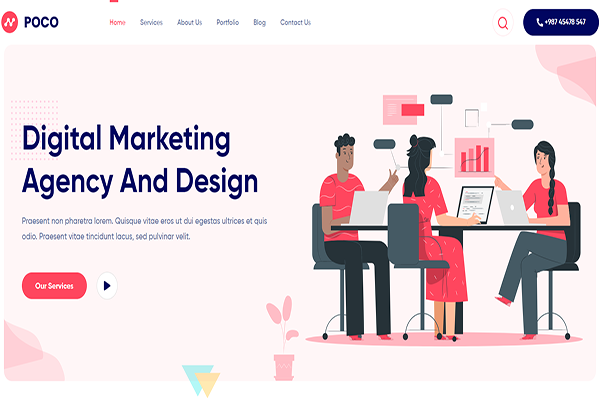 POCO
Home Services About Us Portfolio Blog Contact Us
+987 45478 547
Digital Marketing
Agency And Design
Praesent non pharetra lorem. Quisque vitae eros ut dui egestas ultrices et quis
odio. Praesent vitae tincidunt lacus, sed pulvinar velit.
Our Services